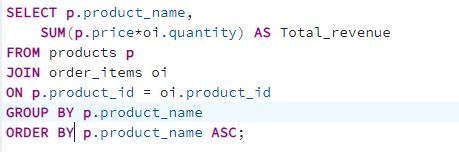 SELECT p.product_name,
    SUM(p.price*oi.quantity) AS Total_revenue
FROM products p
JOIN order_items oi
ON p.product_id = oi.product_id
GROUP BY p.product_name
ORDER BY p.product_name ASC;